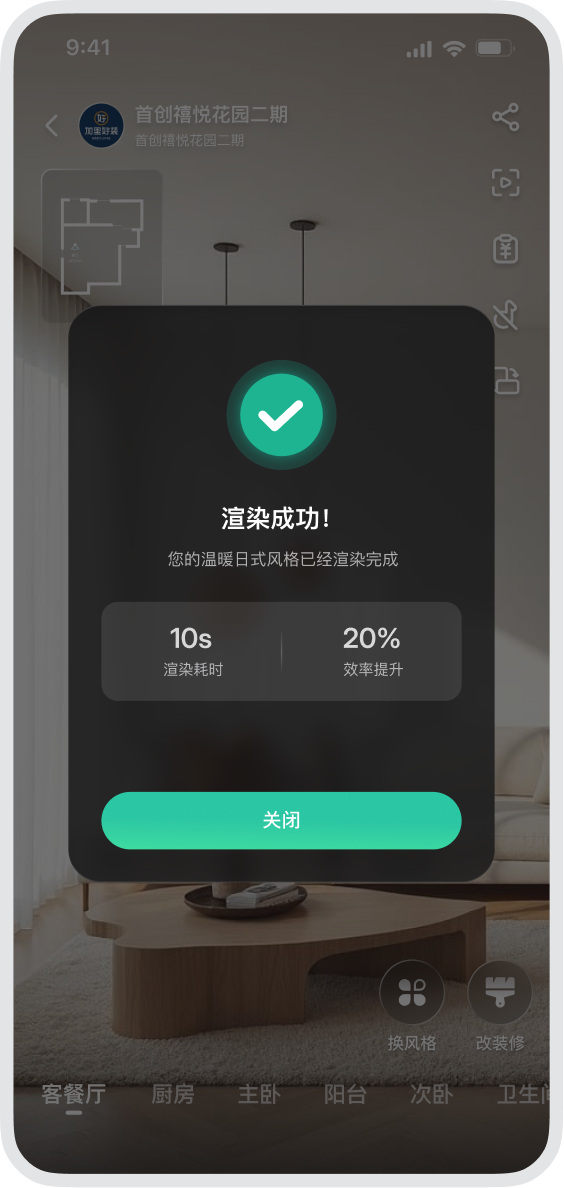 9:41
好
加里好装
首创禧悦花园二期
首创禧悦花园二期
渲染成功!
您的温暖日式风格已经渲染完成
10s
20%
渲染耗时
效率提升
关闭
换风格
改装修
客餐厅
厨房
主卧
阳台
次卧
卫生间